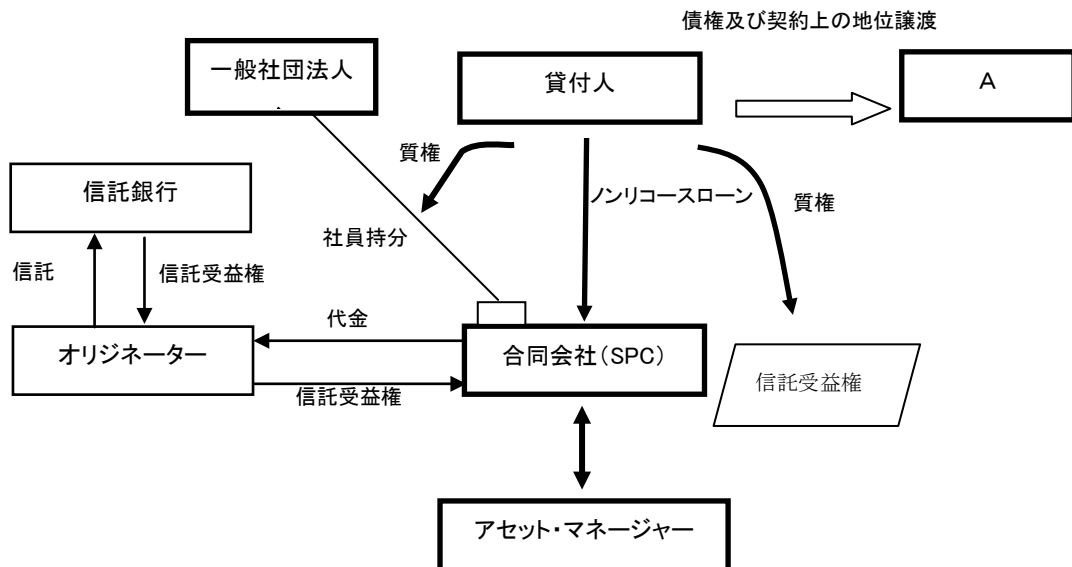 債権及び契約上の地位譲渡
一般社団法人
貸付人
A
質権
信託銀行
ノンリコースローン
質権
社員持分
信託
信託受益権
代金
オリジネーター
合同会社(SPC)
信託受益権
信託受益権
アセット・マネージャー